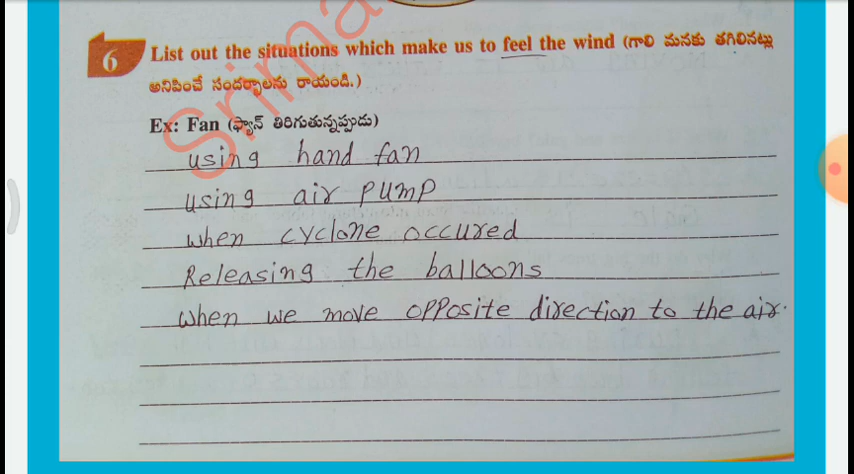 6 List out the situations which make us to feel the wind (గాలి మనకు తగిలినట్లు
అనిపించే సందర్భాలను రాయండి.)
Ex: Fan (ఫ్యాన్ తిరుగుతున్నప్పుడు)
using hand fan
using air pump
when cyclone occured
Releasing the balloons
when we move opposite direction to the air.